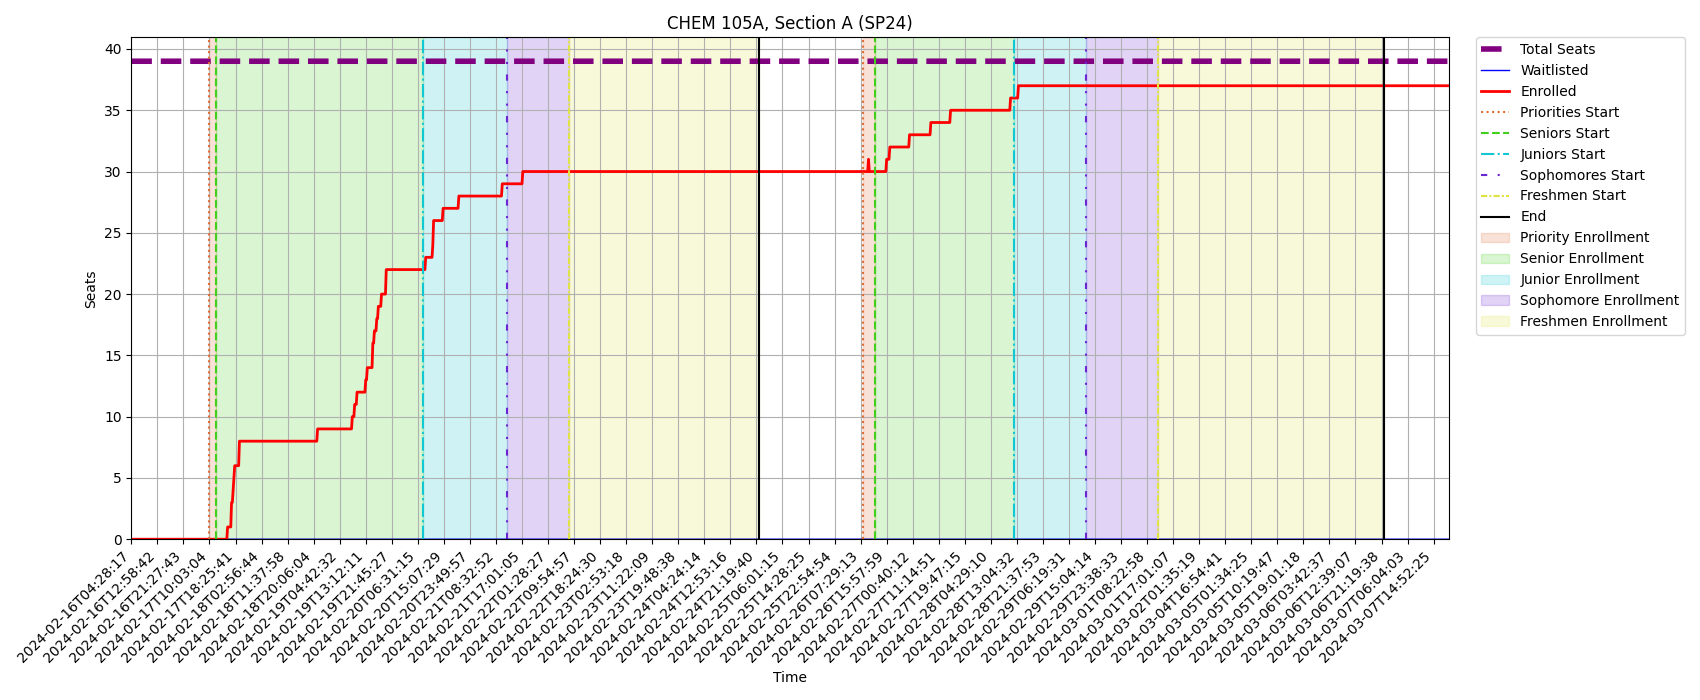 CHEM 105A, Section A (SP24)
Seats
40
35
30
25
20
15
10
5
0
2024-02-16T04:28:17
2024-02-16T12:58:42
2024-02-16T21:27:43
2024-02-17T10:03:04
2024-02-17T18:25:41
2024-02-18T02:56:44
2024-02-18T11:37:58
2024-02-18T20:06:04
2024-02-19T04:42:32
2024-02-19T13:12:11
2024-02-19T21:45:27
2024-02-20T06:31:15
2024-02-20T15:07:29
2024-02-20T23:49:57
2024-02-21T08:32:52
2024-02-21T17:01:05
2024-02-22T01:28:27
2024-02-22T09:54:57
2024-02-22T18:24:30
2024-02-23T02:53:18
2024-02-23T11:22:09
2024-02-23T19:48:38
2024-02-24T04:24:14
2024-02-24T12:53:16
2024-02-24T21:19:40
2024-02-25T06:01:15
2024-02-25T14:28:25
2024-02-25T22:54:54
2024-02-26T07:29:13
2024-02-26T15:57:59
2024-02-27T00:40:12
2024-02-27T11:14:51
2024-02-27T19:47:15
2024-02-28T04:29:10
2024-02-28T13:04:32
2024-02-28T21:37:53
2024-02-29T06:19:31
2024-02-29T15:04:14
2024-02-29T23:38:33
2024-03-01T08:22:58
2024-03-01T17:01:07
2024-03-02T01:35:19
2024-03-04T16:54:41
2024-03-05T01:34:25
2024-03-05T10:19:47
2024-03-05T19:01:18
2024-03-06T03:42:37
2024-03-06T12:39:07
2024-03-06T21:19:38
2024-03-07T06:04:03
2024-03-07T14:52:25
Time
Total Seats
Waitlisted
Enrolled
Priorities Start
Seniors Start
Juniors Start
Sophomores Start
Freshmen Start
End
Priority Enrollment
Senior Enrollment
Junior Enrollment
Sophomore Enrollment
Freshmen Enrollment